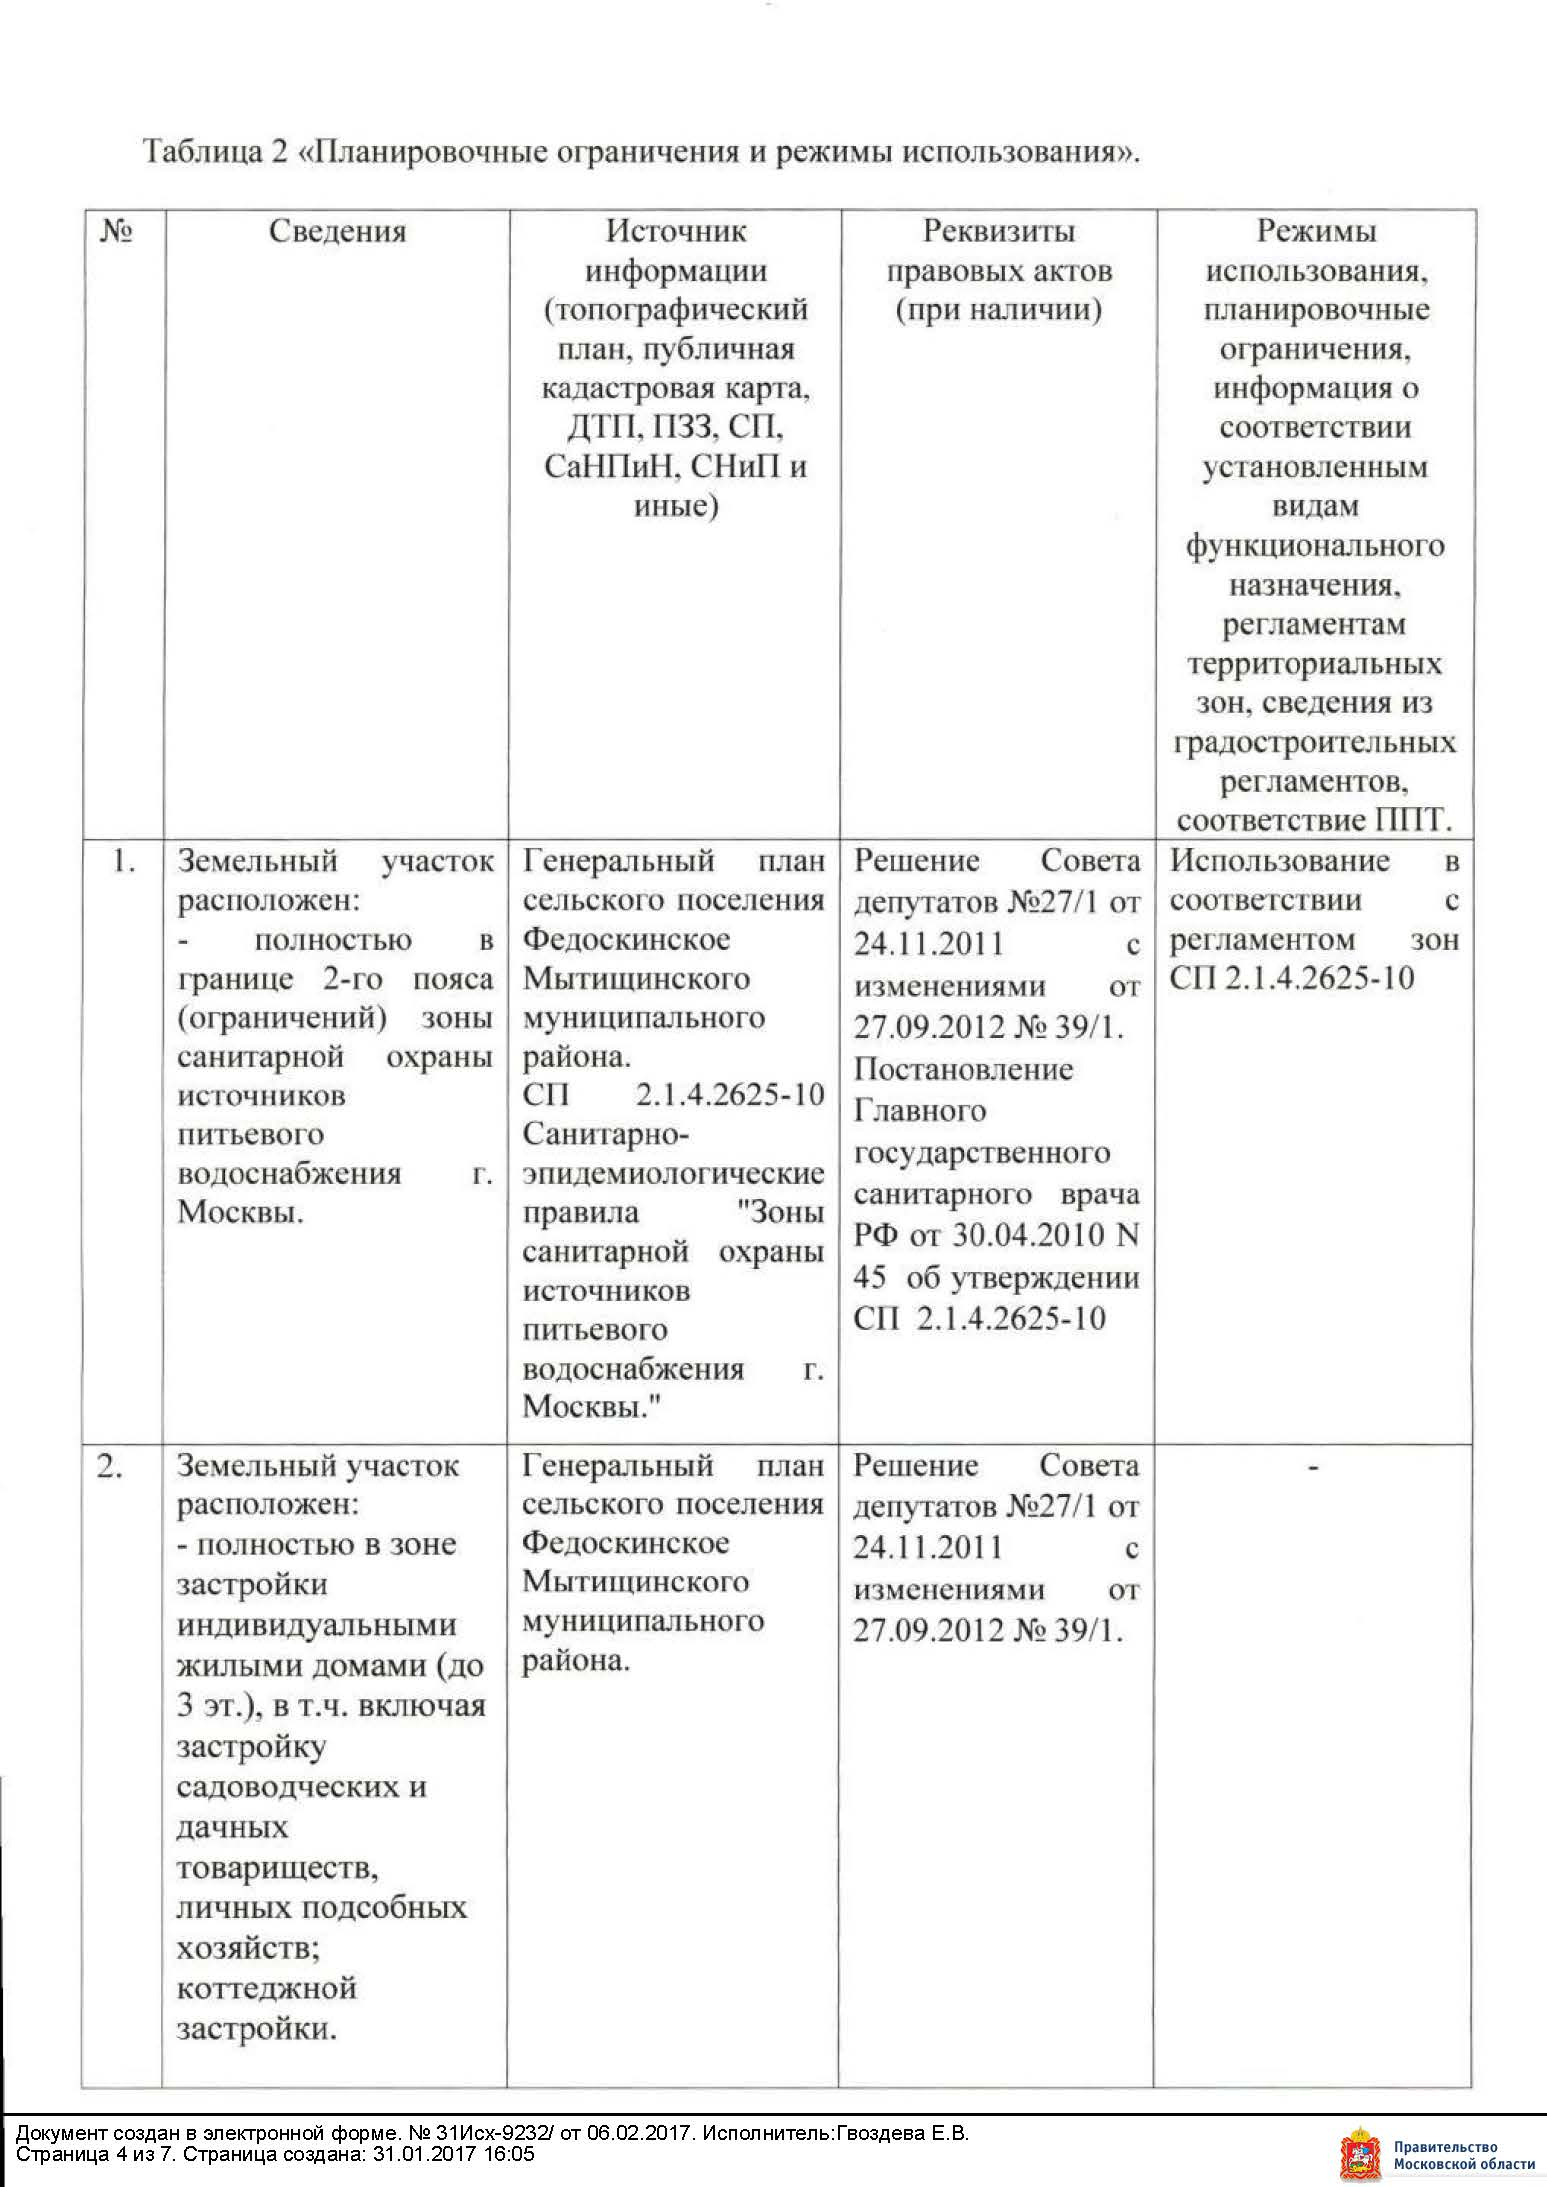 Таблица 2 «Планировочные ограничения и режимы использования».
№
Сведения
Источник
информации
(топографический
план, публичная
кадастровая карта,
ДТП, ПЗЗ, СП,
СаНПиН, СНиП и
иные)
Реквизиты
правовых актов
(при наличии)
Режимы
использования,
планировочные
ограничения,
информация о
соответствии
установленным
видам
функционального
назначения,
регламентам
территориальных
зон, сведения из
градостроительных
регламентов,
соответствие ППТ.
1.
Земельный участок
расположен:
- полностью в
границе 2-го пояса
(ограничений) зоны
санитарной охраны
источников
питьевого
водоснабжения г.
Москвы.
Генеральный план
сельского поселения
Федоскинское
Мытищинского
муниципального
района.
СП 2.1.4.2625-10
Санитарно-
эпидемиологические
правила "Зоны
санитарной охраны
источников
питьевого
водоснабжения г.
Москвы."
Решение Совета
депутатов №27/1 от
24.11.2011 с
изменениями от
27.09.2012 № 39/1.
Постановление
Главного
государственного
санитарного врача
РФ от 30.04.2010 N
45 об утверждении
СП 2.1.4.2625-10
Использование в
соответствии с
регламентом зон
СП 2.1.4.2625-10
2.
Земельный участок
расположен:
- полностью в зоне
застройки
индивидуальными
жилыми домами (до
3 эт.), в т.ч. включая
застройку
садоводческих и
дачных
товариществ,
личных подсобных
хозяйств;
коттеджной
застройки.
Генеральный план
сельского поселения
Федоскинское
Мытищинского
муниципального
района.
Решение Совета
депутатов №27/1 от
24.11.2011 с
изменениями от
27.09.2012 № 39/1.
-
Документ создан в электронной форме. № 31Исх-9232/ от 06.02.2017. Исполнитель:Гвоздева Е.В.
Страница 4 из 7. Страница создана: 31.01.2017 16:05
Правительство
Московской области